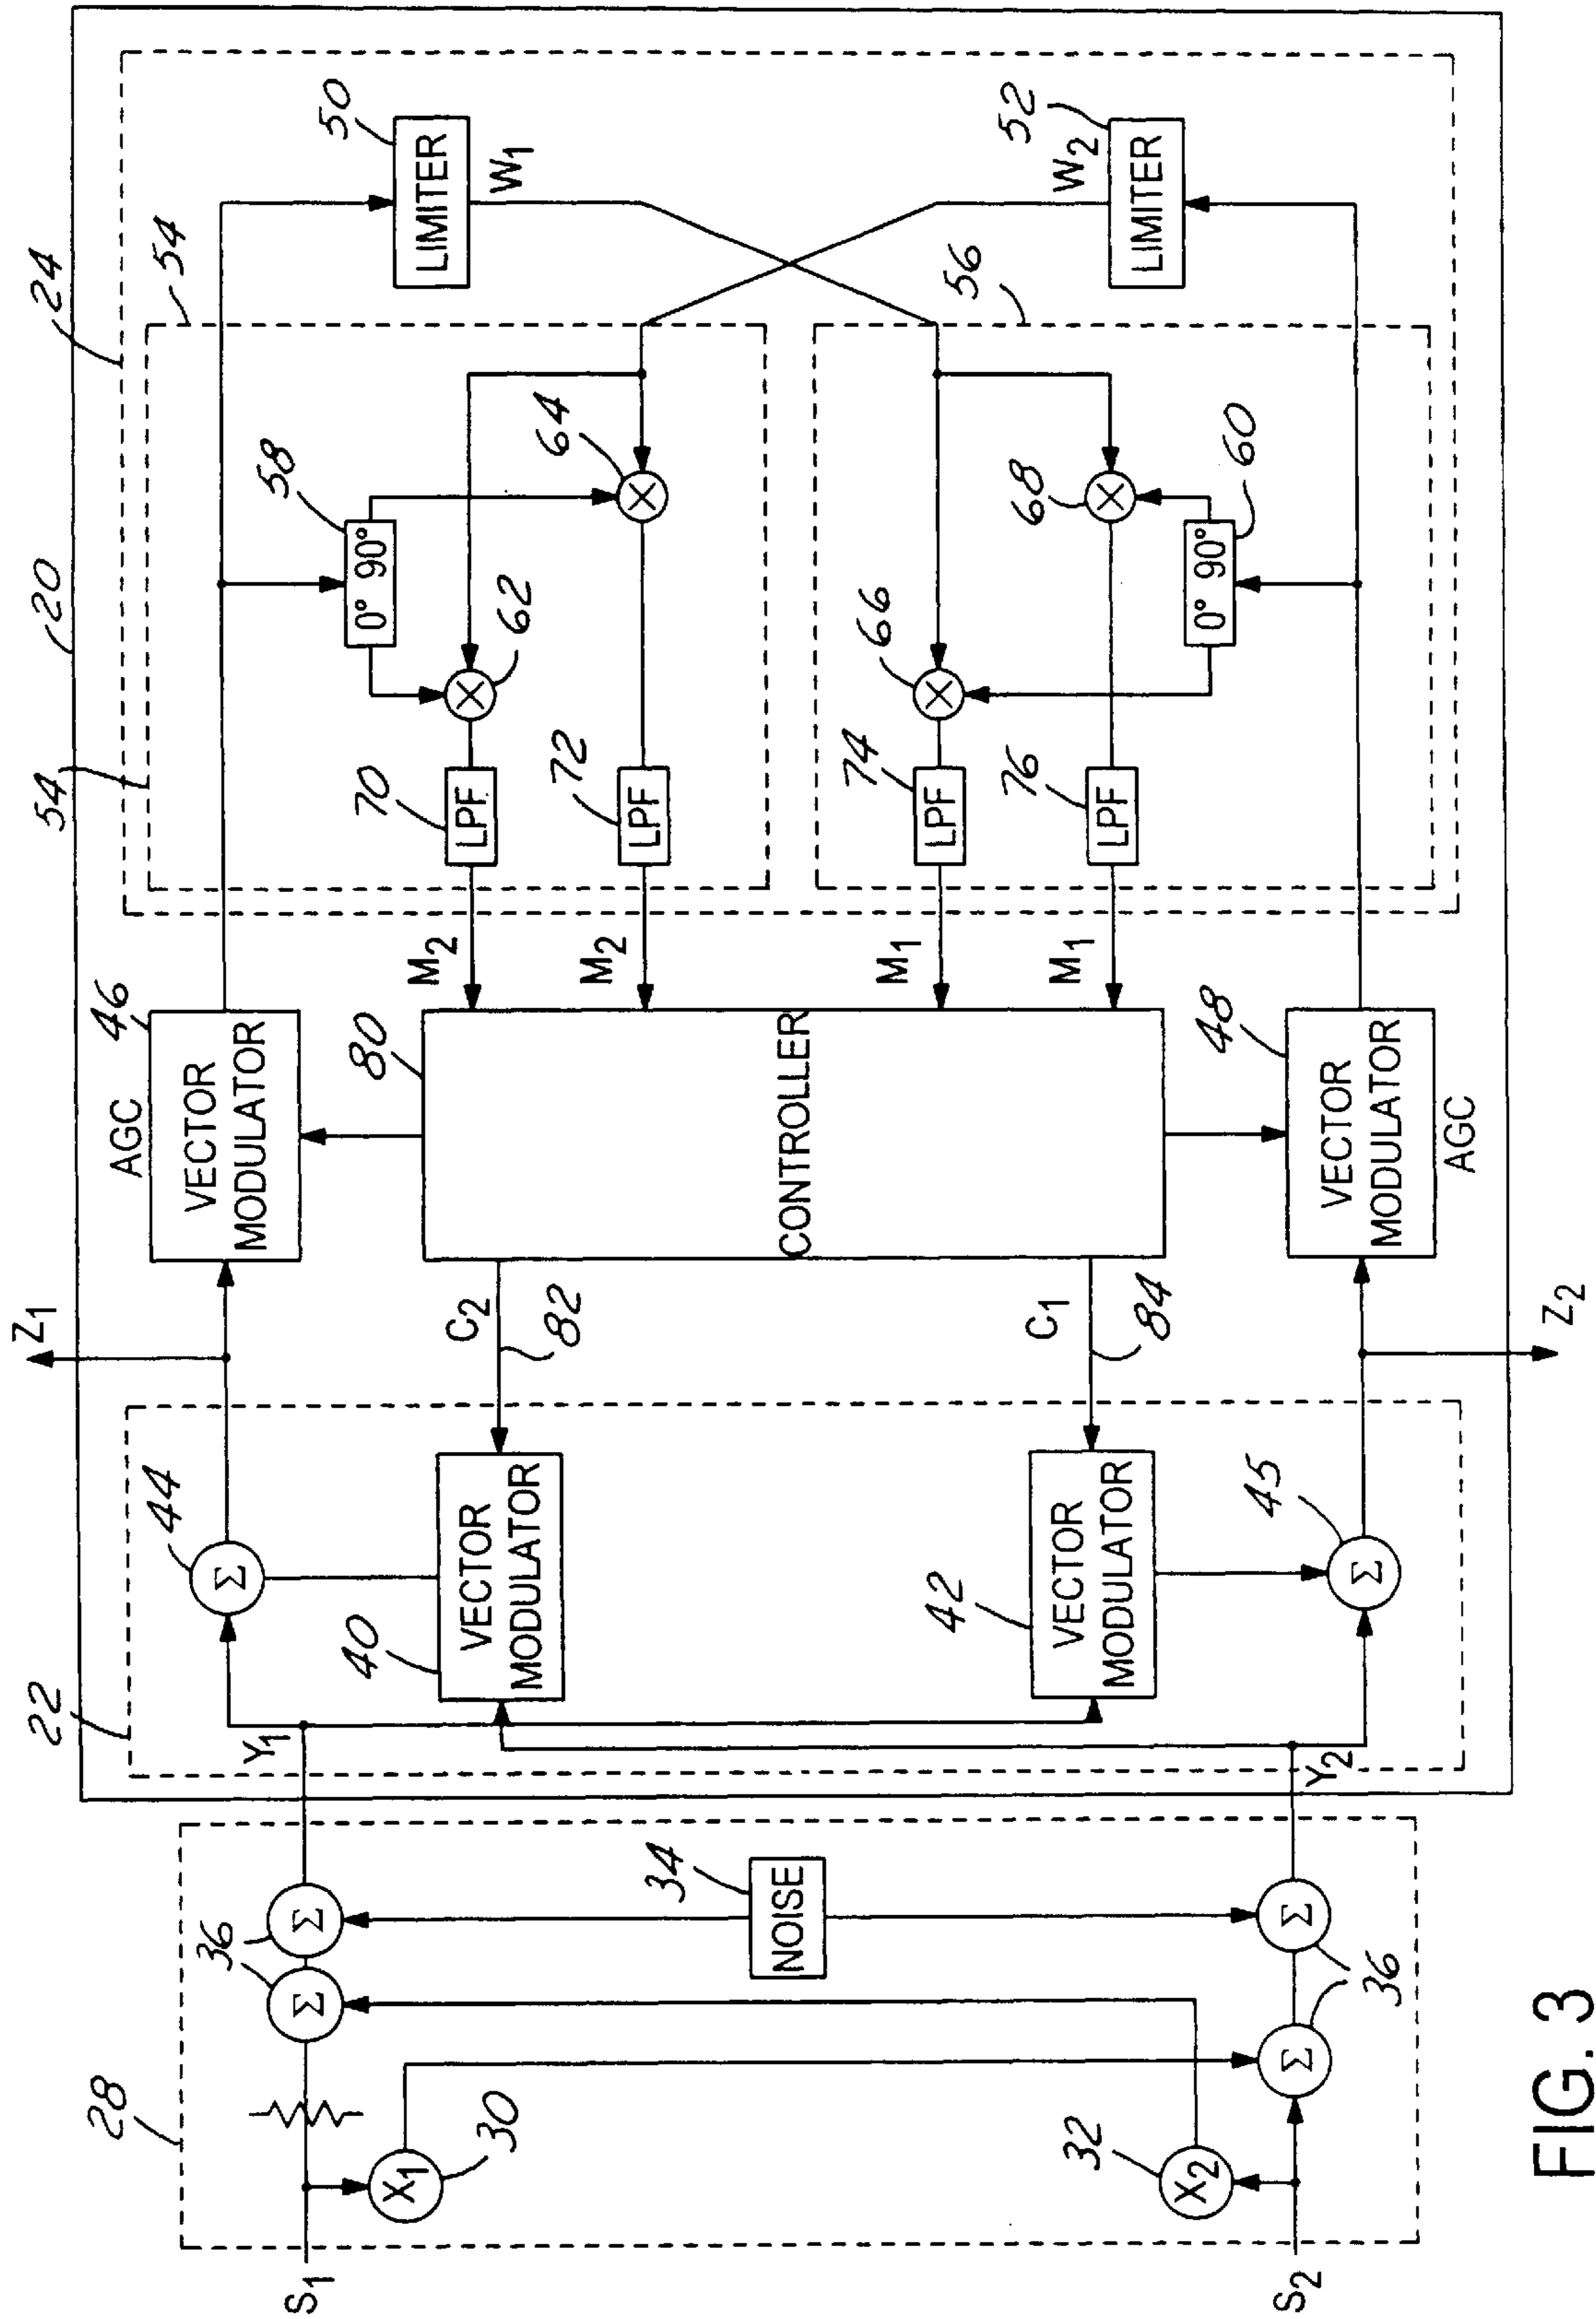 20
24
54
54
50
LIMITER
W1
52
W2
LIMITER
56
58
0° 90°
64
62
70
LPF
72
LPF
66
68
60
0° 90°
74
LPF
76
LPF
M2
M2
M1
M1
46
AGC
VECTOR
MODULATOR
80
CONTROLLER
48
VECTOR
MODULATOR
AGC
Z1
C2
82
C1
84
Z2
22
44
Σ
40
VECTOR
MODULATOR
42
VECTOR
MODULATOR
45
Σ
Y1
Y2
28
36
Σ
Σ
34
NOISE
Σ
Σ
36
X1
30
32
X2
S1
S2
FIG. 3